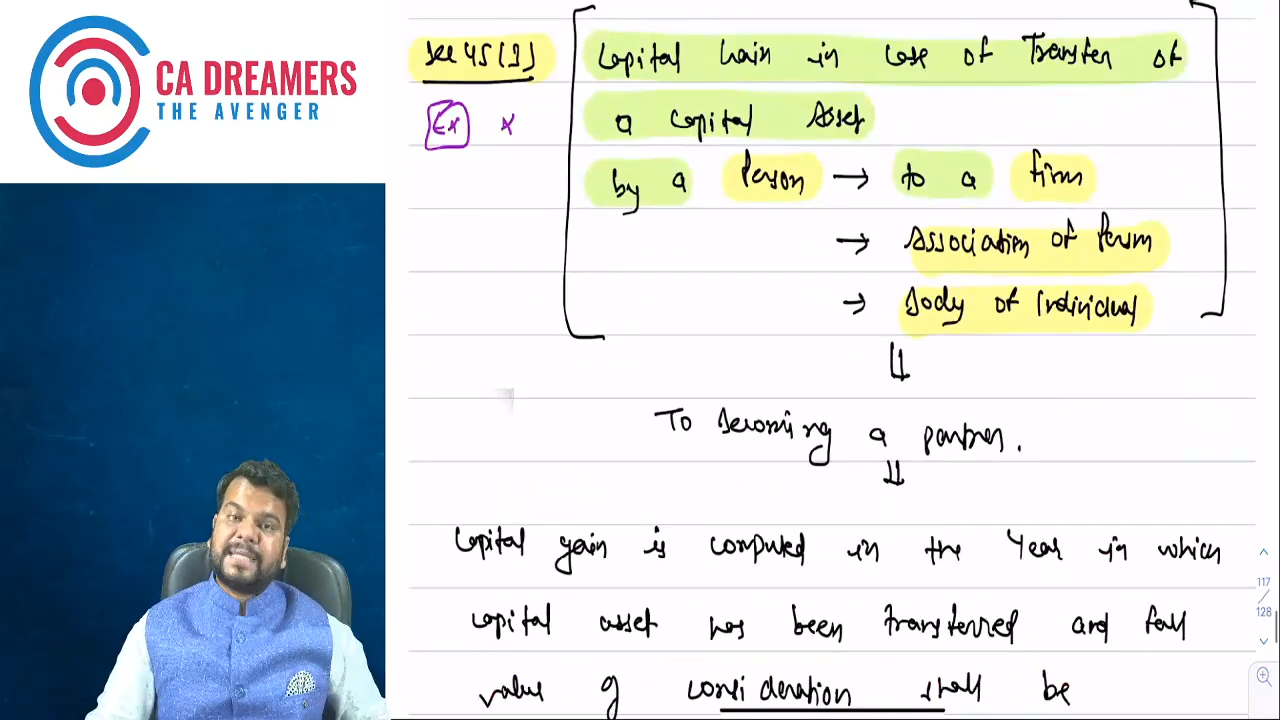 CA DREAMERS
THE AVENGER
Sec 45(3)
Ex x
Capital Gain in case of Transfer of
a Capital Asset
by a Person → to a firm
→ Association of Person
→ Body of Individual
⇓
To Becoming a partner.
⇓
Capital gain is computed in the year in which
capital asset has been transferred and full
value of consideration shall be
117
/
128